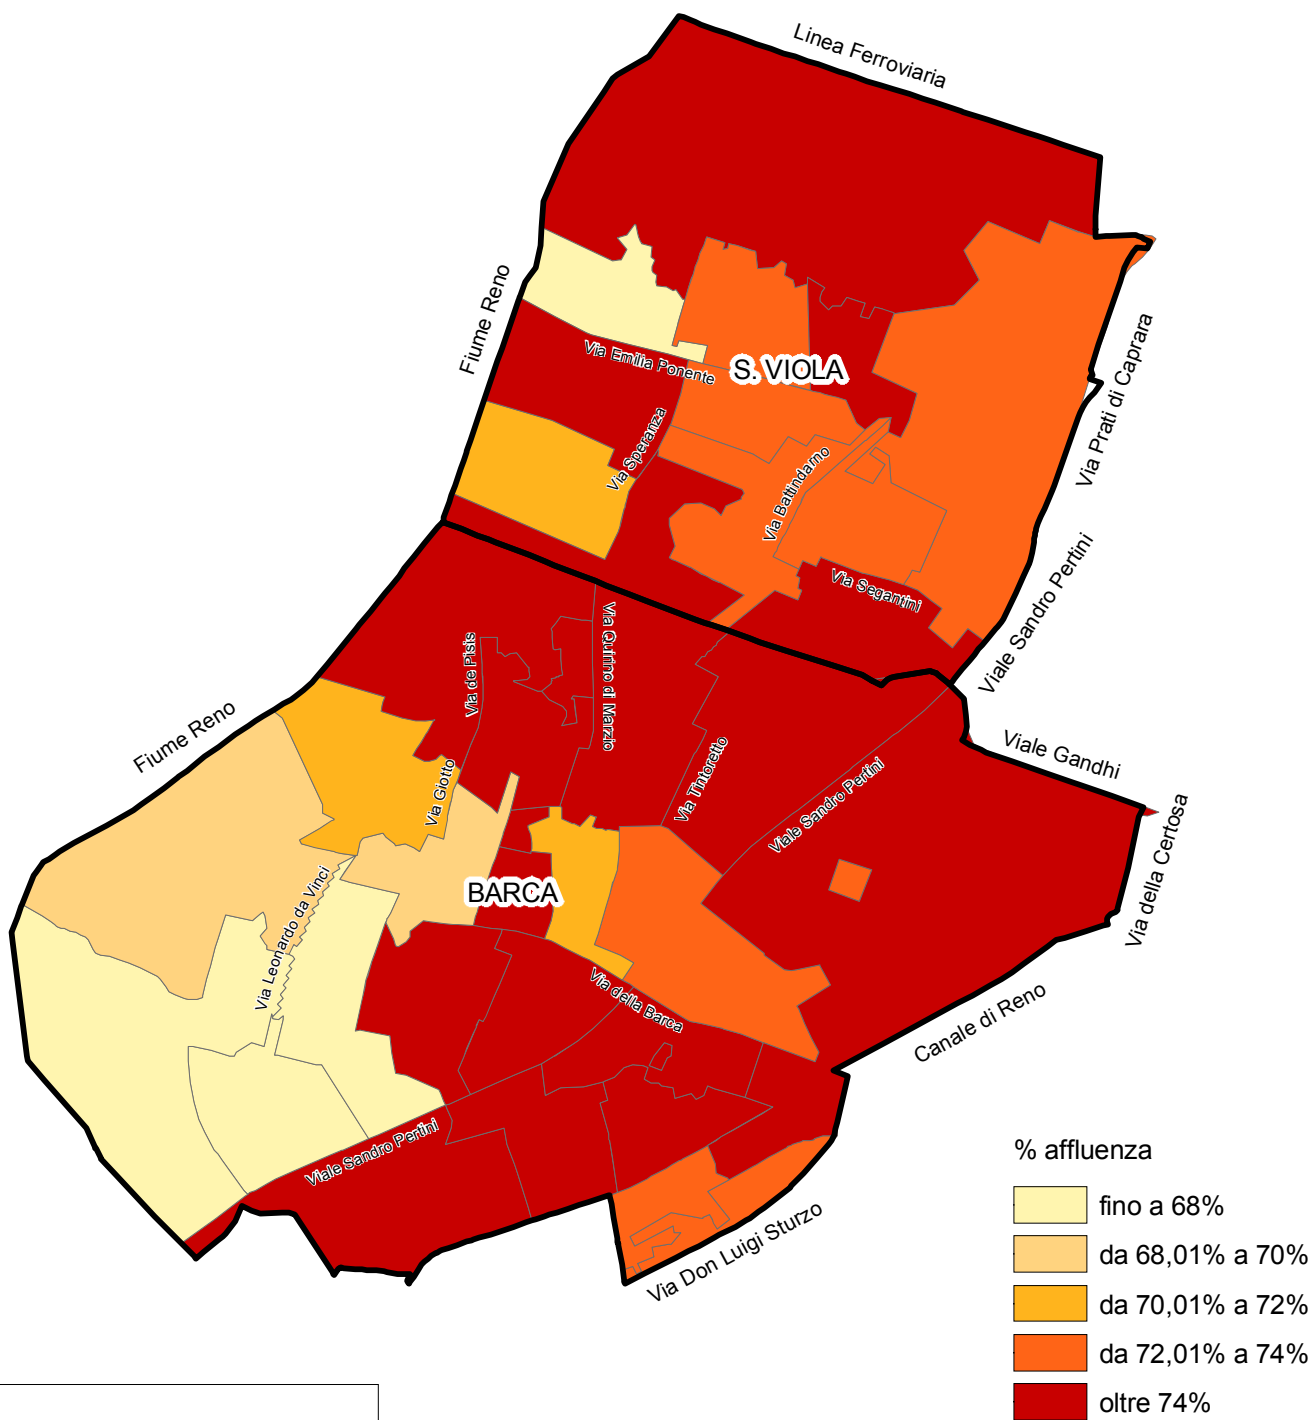 Linea Ferroviaria
Fiume Reno
Via Emilia Ponente
S. VIOLA
Via Prati di Caprara
Via Speranza
Via Battindarno
Via Segantini
Viale Sandro Pertini
Via de Pisis
Via Quirino di Marzio
Fiume Reno
Via Giotto
Via Tintoretto
Viale Sandro Pertini
Viale Gandhi
Via della Certosa
BARCA
Via Leonardo da Vinci
Via della Barca
Canale di Reno
Viale Sandro Pertini
Via Don Luigi Sturzo
% affluenza
fino a 68%
da 68,01% a 70%
da 70,01% a 72%
da 72,01% a 74%
oltre 74%